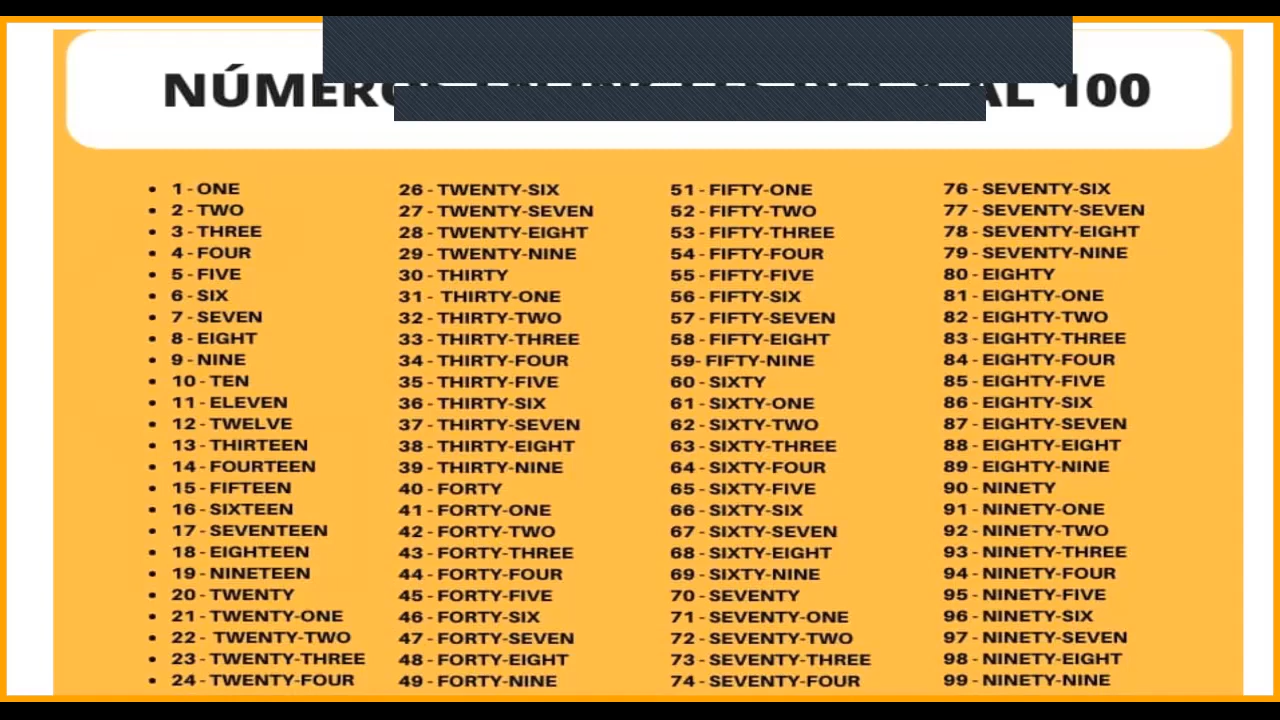 NÚMEROS AL 100
1 - ONE
2 - TWO
3 - THREE
4 - FOUR
5 - FIVE
6 - SIX
7 - SEVEN
8 - EIGHT
9 - NINE
10 - TEN
11 - ELEVEN
12 - TWELVE
13 - THIRTEEN
14 - FOURTEEN
15 - FIFTEEN
16 - SIXTEEN
17 - SEVENTEEN
18 - EIGHTEEN
19 - NINETEEN
20 - TWENTY
21 - TWENTY-ONE
22 - TWENTY-TWO
23 - TWENTY-THREE
24 - TWENTY-FOUR
26 - TWENTY-SIX
27 - TWENTY-SEVEN
28 - TWENTY-EIGHT
29 - TWENTY-NINE
30 - THIRTY
31 - THIRTY-ONE
32 - THIRTY-TWO
33 - THIRTY-THREE
34 - THIRTY-FOUR
35 - THIRTY-FIVE
36 - THIRTY-SIX
37 - THIRTY-SEVEN
38 - THIRTY-EIGHT
39 - THIRTY-NINE
40 - FORTY
41 - FORTY-ONE
42 - FORTY-TWO
43 - FORTY-THREE
44 - FORTY-FOUR
45 - FORTY-FIVE
46 - FORTY-SIX
47 - FORTY-SEVEN
48 - FORTY-EIGHT
49 - FORTY-NINE
51 - FIFTY-ONE
52 - FIFTY-TWO
53 - FIFTY-THREE
54 - FIFTY-FOUR
55 - FIFTY-FIVE
56 - FIFTY-SIX
57 - FIFTY-SEVEN
58 - FIFTY-EIGHT
59- FIFTY-NINE
60 - SIXTY
61 - SIXTY-ONE
62 - SIXTY-TWO
63 - SIXTY-THREE
64 - SIXTY-FOUR
65 - SIXTY-FIVE
66 - SIXTY-SIX
67 - SIXTY-SEVEN
68 - SIXTY-EIGHT
69 - SIXTY-NINE
70 - SEVENTY
71 - SEVENTY-ONE
72 - SEVENTY-TWO
73 - SEVENTY-THREE
74 - SEVENTY-FOUR
76 - SEVENTY-SIX
77 - SEVENTY-SEVEN
78 - SEVENTY-EIGHT
79 - SEVENTY-NINE
80 - EIGHTY
81 - EIGHTY-ONE
82 - EIGHTY-TWO
83 - EIGHTY-THREE
84 - EIGHTY-FOUR
85 - EIGHTY-FIVE
86 - EIGHTY-SIX
87 - EIGHTY-SEVEN
88 - EIGHTY-EIGHT
89 - EIGHTY-NINE
90 - NINETY
91 - NINETY-ONE
92 - NINETY-TWO
93 - NINETY-THREE
94 - NINETY-FOUR
95 - NINETY-FIVE
96 - NINETY-SIX
97 - NINETY-SEVEN
98 - NINETY-EIGHT
99 - NINETY-NINE